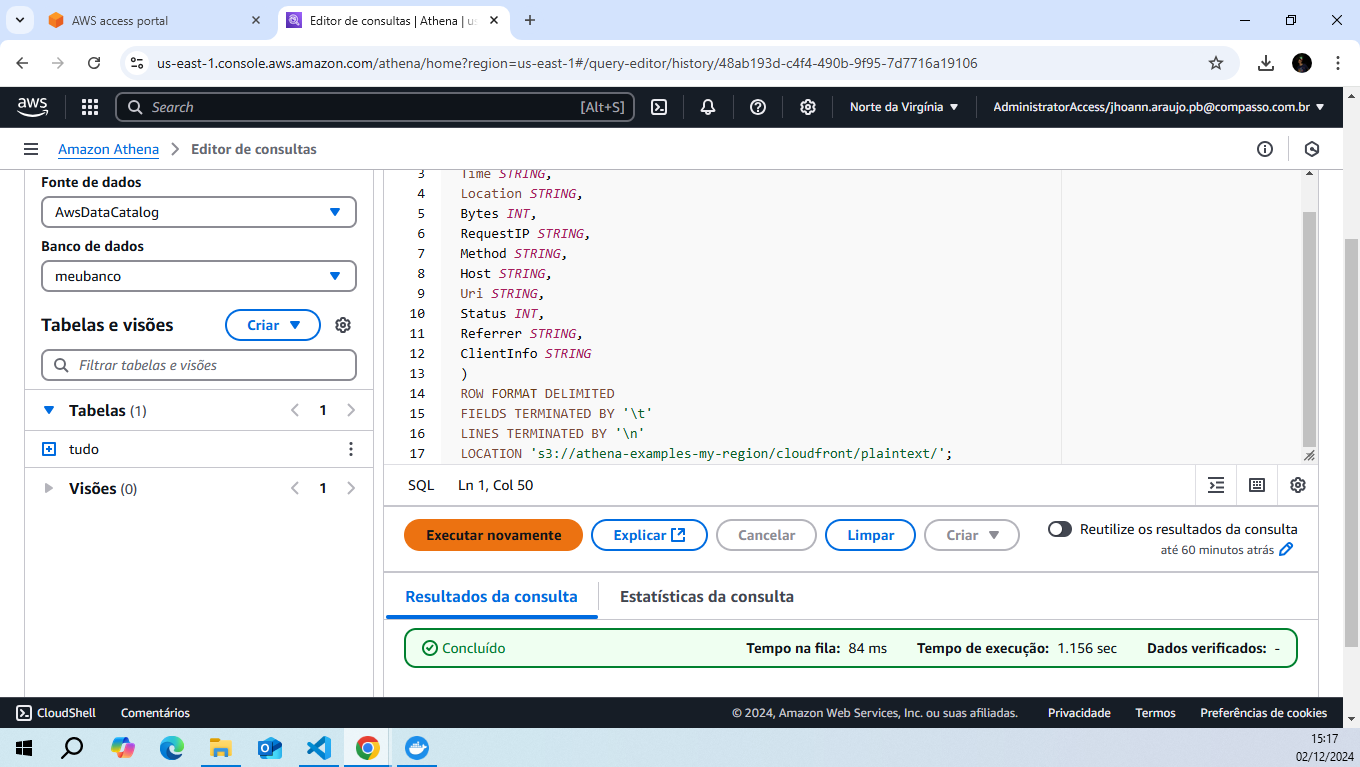 AWS access portal
Editor de consultas | Athena | us
us-east-1.console.aws.amazon.com/athena/home?region=us-east-1#/query-editor/history/48ab193d-c4f4-490b-9f95-7d7716a19106
aws
Search
[Alt+S]
Norte da Virgínia
AdministratorAccess/jhoann.araujo.pb@compasso.com.br
Amazon Athena
Editor de consultas
Fonte de dados
AwsDataCatalog
Banco de dados
meubanco
Tabelas e visões
Criar
Filtrar tabelas e visões
Tabelas (1)
1
tudo
Visões (0)
1
3 Time STRING,
4 Location STRING,
5 Bytes INT,
6 RequestIP STRING,
7 Method STRING,
8 Host STRING,
9 Uri STRING,
10 Status INT,
11 Referrer STRING,
12 ClientInfo STRING
13 )
14 ROW FORMAT DELIMITED
15 FIELDS TERMINATED BY '\t'
16 LINES TERMINATED BY '\n'
17 LOCATION 's3://athena-examples-my-region/cloudfront/plaintext/';
SQL
Ln 1, Col 50
Executar novamente
Explicar
Cancelar
Limpar
Criar
Reutilize os resultados da consulta
até 60 minutos atrás
Resultados da consulta
Estatísticas da consulta
Concluído
Tempo na fila: 84 ms
Tempo de execução: 1.156 sec
Dados verificados: -
CloudShell
Comentários
© 2024, Amazon Web Services, Inc. ou suas afiliadas.
Privacidade
Termos
Preferências de cookies
15:17
02/12/2024